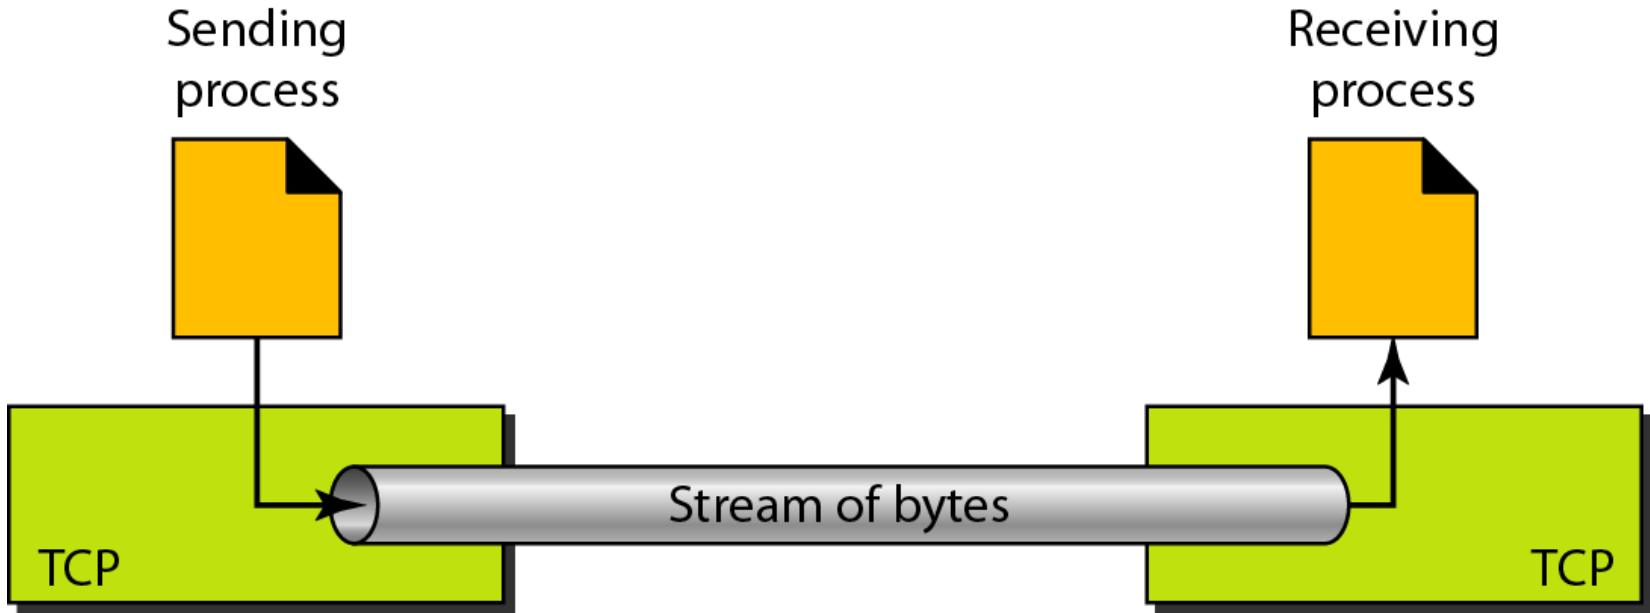 Sending
process
Receiving
process
Stream of bytes
TCP
TCP